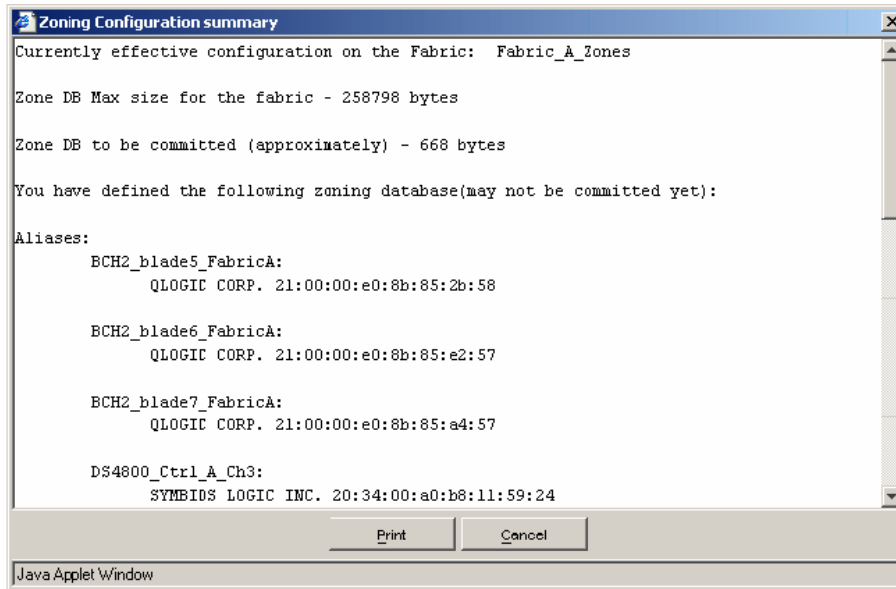 Zoning Configuration summary
Currently effective configuration on the Fabric: Fabric_A_Zones
Zone DB Max size for the fabric - 258798 bytes
Zone DB to be committed (approximately) - 668 bytes
You have defined the following zoning database(may not be committed yet):
Aliases:
BCH2_blade5_FabricA:
QLOGIC CORP. 21:00:00:e0:8b:85:2b:58
BCH2_blade6_FabricA:
QLOGIC CORP. 21:00:00:e0:8b:85:e2:57
BCH2_blade7_FabricA:
QLOGIC CORP. 21:00:00:e0:8b:85:a4:57
DS4800_Ctrl_A_Ch3:
SYMBIOS LOGIC INC. 20:34:00:a0:b8:11:59:24
Print
Cancel
Java Applet Window